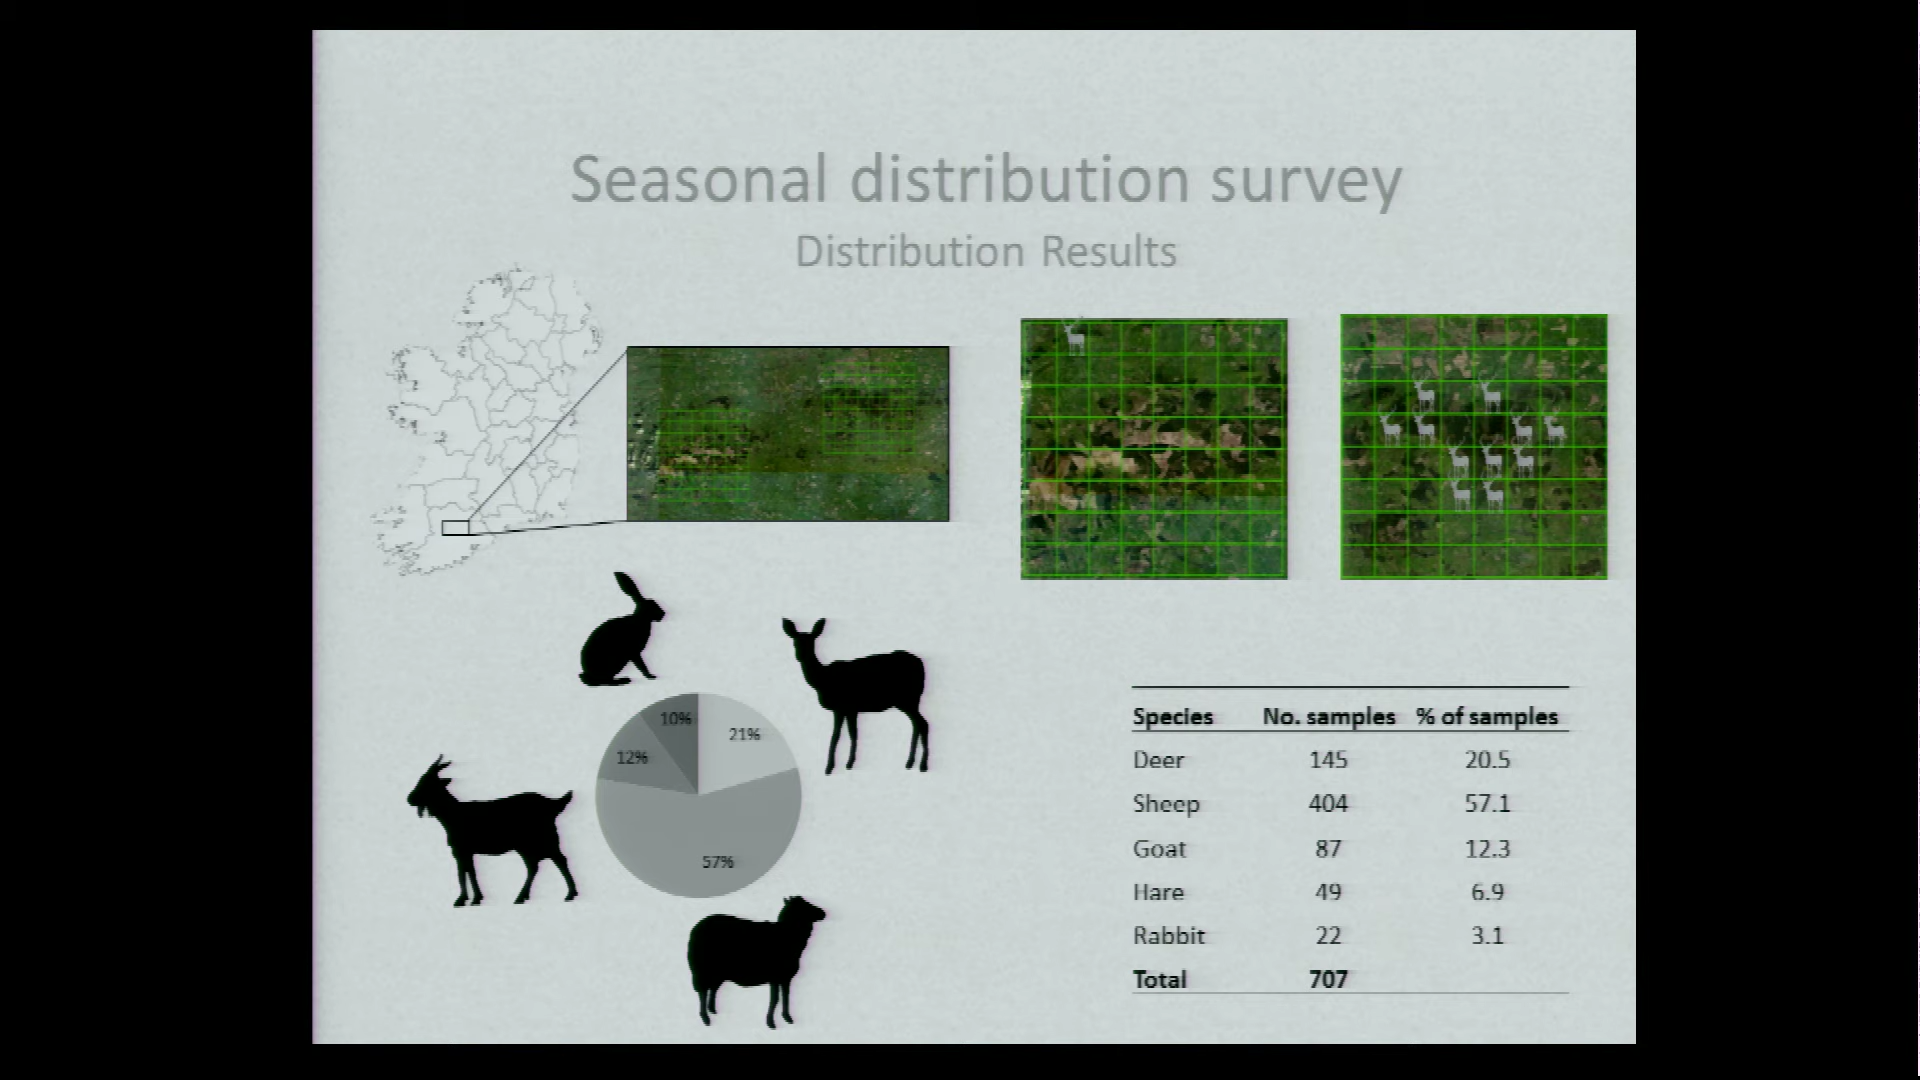 Seasonal distribution survey
Distribution Results
10%
21%
12%
57%
Species No. samples % of samples
Deer 145 20.5
Sheep 404 57.1
Goat 87 12.3
Hare 49 6.9
Rabbit 22 3.1
Total 707